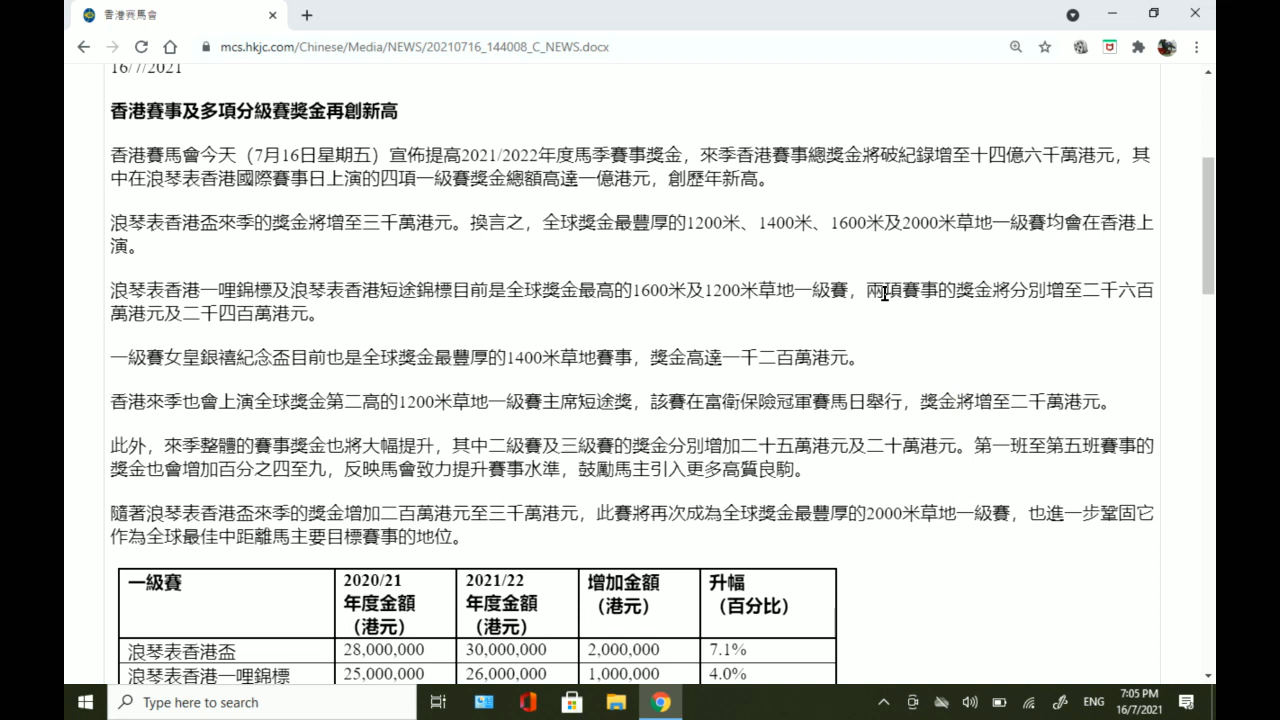 香港賽馬會
mcs.hkjc.com/Chinese/Media/NEWS/20210716_144008_C_NEWS.docx
16/7/2021
香港賽事及多項分級賽獎金再創新高
香港賽馬會今天（7月16日星期五）宣佈提高2021/2022年度馬季賽事獎金，來季香港賽事總獎金將破紀錄增至十四億六千萬港元，其
中在浪琴表香港國際賽事日上演的四項一級賽獎金總額高達一億港元，創歷年新高。
浪琴表香港盃來季的獎金將增至三千萬港元。換言之，全球獎金最豐厚的1200米、1400米、1600米及2000米草地一級賽均會在香港上
演。
浪琴表香港一哩錦標及浪琴表香港短途錦標目前是全球獎金最高的1600米及1200米草地一級賽，兩項賽事的獎金將分別增至二千六百
萬港元及二千四百萬港元。
一級賽女皇銀禧紀念盃目前也是全球獎金最豐厚的1400米草地賽事，獎金高達一千二百萬港元。
香港來季也會上演全球獎金第二高的1200米草地一級賽主席短途獎，該賽在富衛保險冠軍賽馬日舉行，獎金將增至二千萬港元。
此外，來季整體的賽事獎金也將大幅提升，其中二級賽及三級賽的獎金分別增加二十五萬港元及二十萬港元。第一班至第五班賽事的
獎金也會增加百分之四至九，反映馬會致力提升賽事水準，鼓勵馬主引入更多高質良駒。
隨著浪琴表香港盃來季的獎金增加二百萬港元至三千萬港元，此賽將再次成為全球獎金最豐厚的2000米草地一級賽，也進一步鞏固它
作為全球最佳中距離馬主要目標賽事的地位。
一級賽 2020/21 年度金額 （港元） 2021/22 年度金額 （港元） 增加金額 （港元） 升幅 （百分比）
浪琴表香港盃 28,000,000 30,000,000 2,000,000 7.1%
浪琴表香港一哩錦標 25,000,000 26,000,000 1,000,000 4.0%
Type here to search
ENG
7:05 PM
16/7/2021